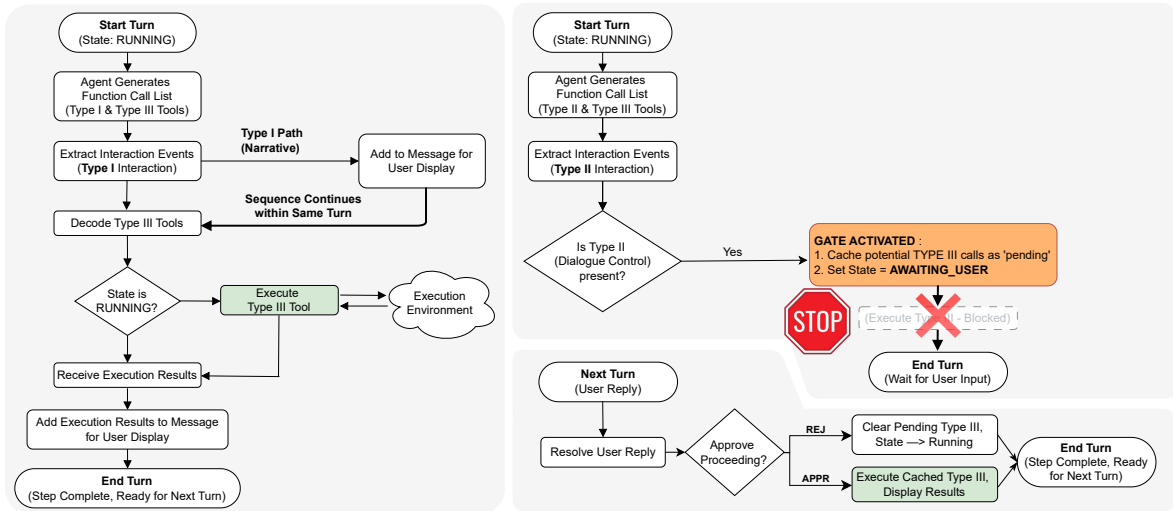 Start Turn
(State: RUNNING)
Agent Generates
Function Call List
(Type I & Type III Tools)
Type I Path
(Narrative)
Extract Interaction Events
(Type I Interaction)
Add to Message for
User Display
Sequence Continues
within Same Turn
Decode Type III Tools
State is
RUNNING?
Execute
Type III Tool
Execution
Environment
Receive Execution Results
Add Execution Results to Message
for User Display
End Turn
(Step Complete, Ready for Next Turn)
Start Turn
(State: RUNNING)
Agent Generates
Function Call List
(Type II & Type III Tools)
Extract Interaction Events
(Type II Interaction)
Is Type II
(Dialogue Control)
present?
Yes
GATE ACTIVATED :
1. Cache potential TYPE III calls as 'pending'
2. Set State = AWAITING_USER
STOP
(Execute Type III - Blocked)
End Turn
(Wait for User Input)
Next Turn
(User Reply)
Resolve User Reply
Approve
Proceeding?
REJ
Clear Pending Type III,
State —> Running
APPR
Execute Cached Type III,
Display Results
End Turn
(Step Complete, Ready
for Next Turn)